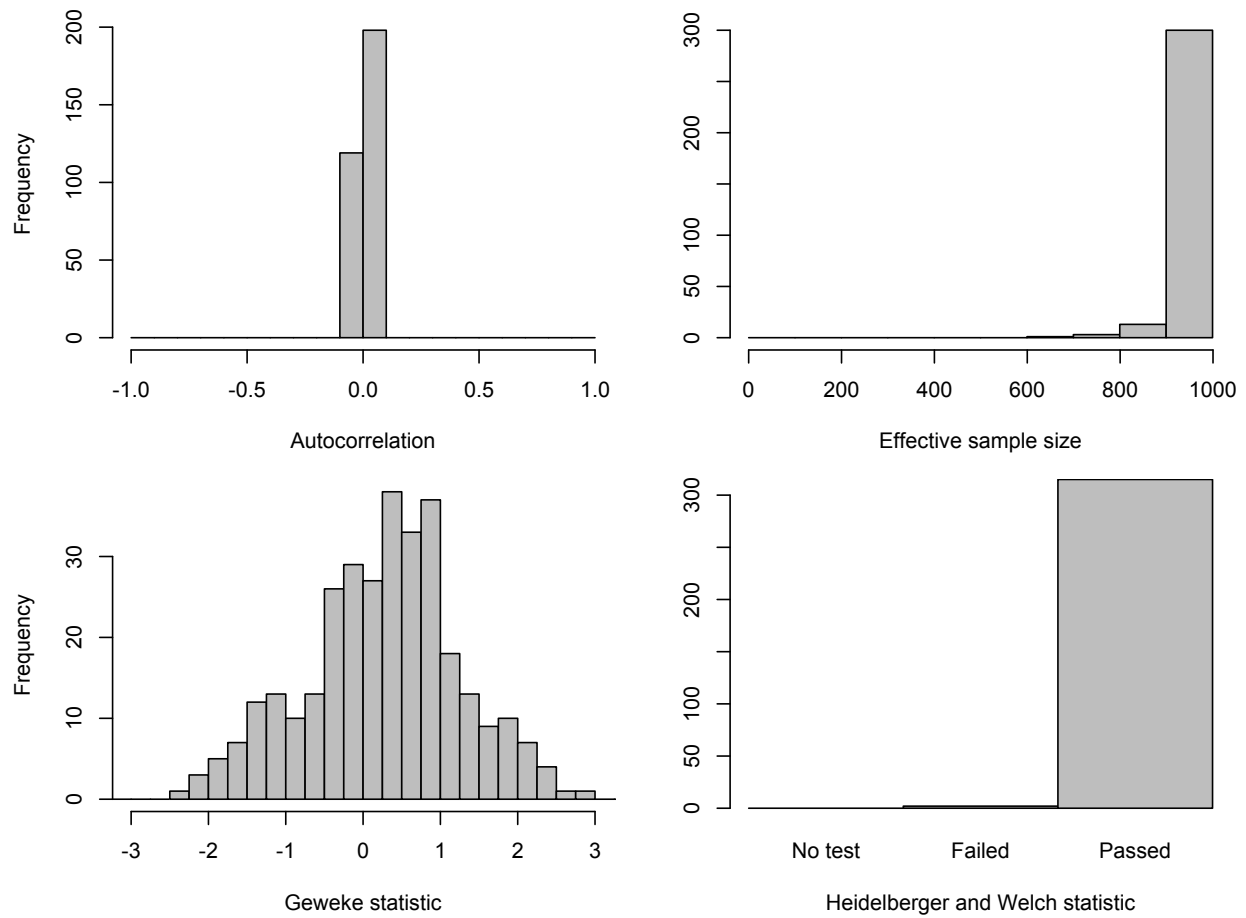 Frequency
200
150
100
50
0
-1.0 -0.5 0.0 0.5 1.0
Autocorrelation
300
200
100
50
0
0 200 400 600 800 1000
Effective sample size
Frequency
30
20
10
0
-3 -2 -1 0 1 2 3
Geweke statistic
300
200
100
50
0
No test Failed Passed
Heidelberger and Welch statistic